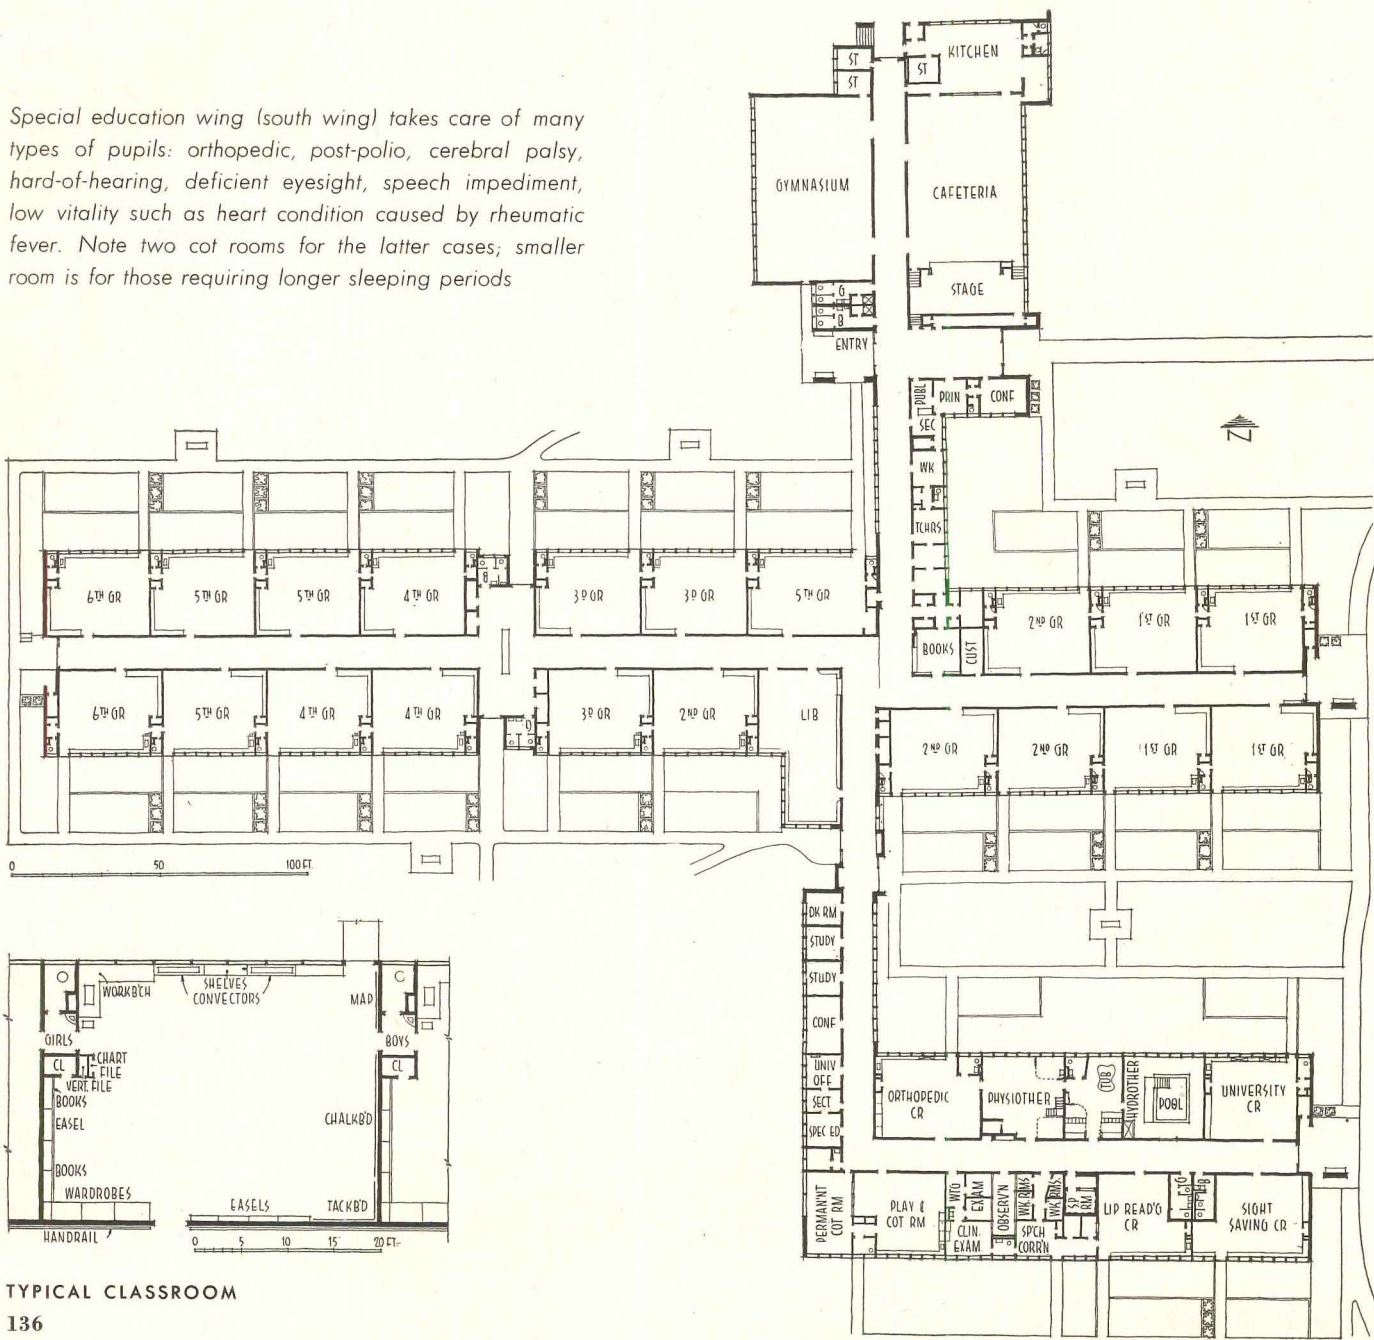 Special education wing (south wing) takes care of many
types of pupils: orthopedic, post-polio, cerebral palsy,
hard-of-hearing, deficient eyesight, speech impediment,
low vitality such as heart condition caused by rheumatic
fever. Note two cot rooms for the latter cases; smaller
room is for those requiring longer sleeping periods
KITCHEN
ST
ST
ST
GYMNASIUM
CAFETERIA
STAGE
G
B
ENTRY
PUBL
PRIN
CONF
SEC
WK
TCHRS
N
B
6TH GR
5TH GR
5TH GR
4TH GR
3D GR
3D GR
5TH GR
2ND GR
1ST GR
1ST GR
BOOKS
CUST
6TH GR
5TH GR
4TH GR
4TH GR
G
3D GR
2ND GR
LIB
2ND GR
2ND GR
1ST GR
1ST GR
0 50 100 FT.
DK RM
STUDY
STUDY
CONF
UNIV
OFF
SECT
SPEC ED
ORTHOPEDIC
CR
PHYSIOTHER
TUB
HYDROTHER
POOL
UNIVERSITY
CR
PERMAN'NT
COT RM
PLAY &
COT RM
WTG
EXAM
CLIN.
EXAM
OBSERV'N
WK. RMS
WK. RMS.
SP'CH
CORR'N
SP
RM
LIP READ'G
CR
G
B
SIGHT
SAVING CR
WORKB'CH
SHELVES
CONVECTORS
MAP
GIRLS
BOYS
CL
CHART
FILE
VERT. FILE
CL
BOOKS
EASEL
CHALKB'D
BOOKS
WARDROBES
EASELS
TACKB'D
HANDRAIL
0 5 10 15 20 FT.
TYPICAL CLASSROOM
136